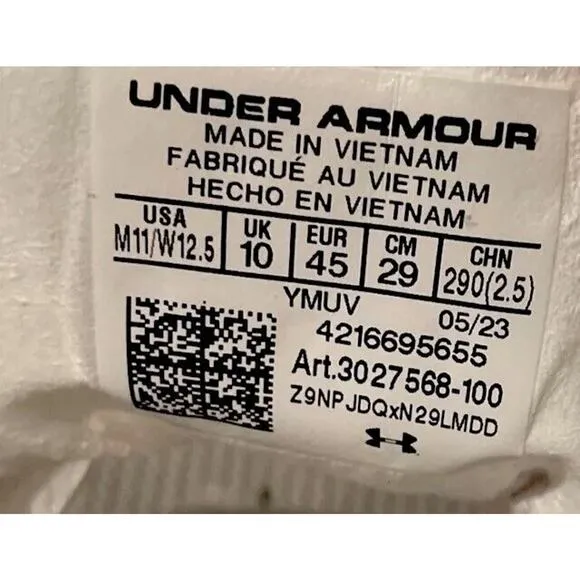 UNDER ARMOUR
MADE IN VIETNAM
FABRIQUÉ AU VIETNAM
HECHO EN VIETNAM
USA UK EUR CM CHN
M11/W12.5 10 45 29 290(2.5)
YMUV 05/23
4216695655
Art.3027568-100
Z9NPJDQxN29LMDD